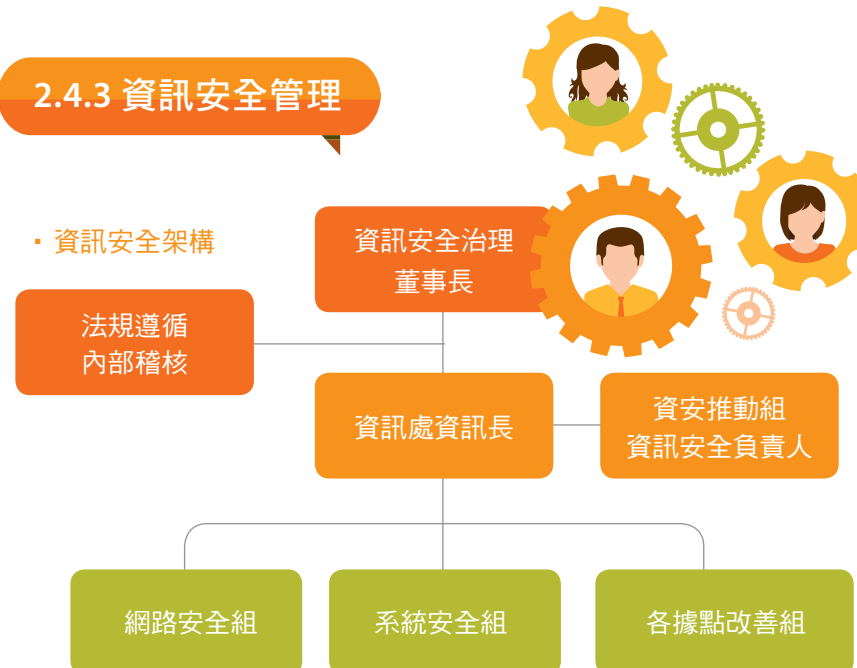 2.4.3 資訊安全管理
▪ 資訊安全架構
資訊安全治理
董事長
法規遵循
內部稽核
資訊處資訊長
資安推動組
資訊安全負責人
網路安全組
系統安全組
各據點改善組